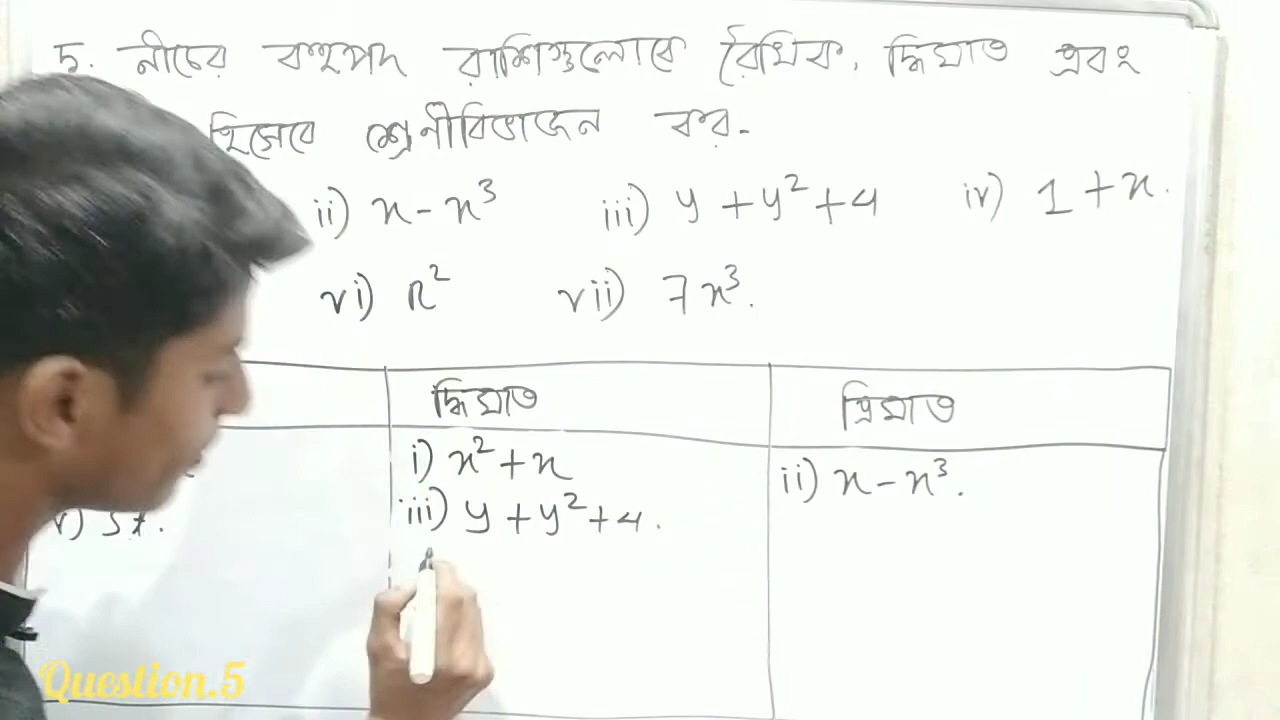 5. নীচের বহুপদ রাশিগুলোকে রৈখিক, দ্বিঘাত এবং
হিসেবে শ্রেণীবিভাজন কর-
ii) x - x³ iii) y + y² + 4 iv) 1 + x.
vi) r² vii) 7x³.
দ্বিঘাত ত্রিঘাত
i) x² + x ii) x - x³.
iii) y + y² + 4.
v) 3t.
Question.5